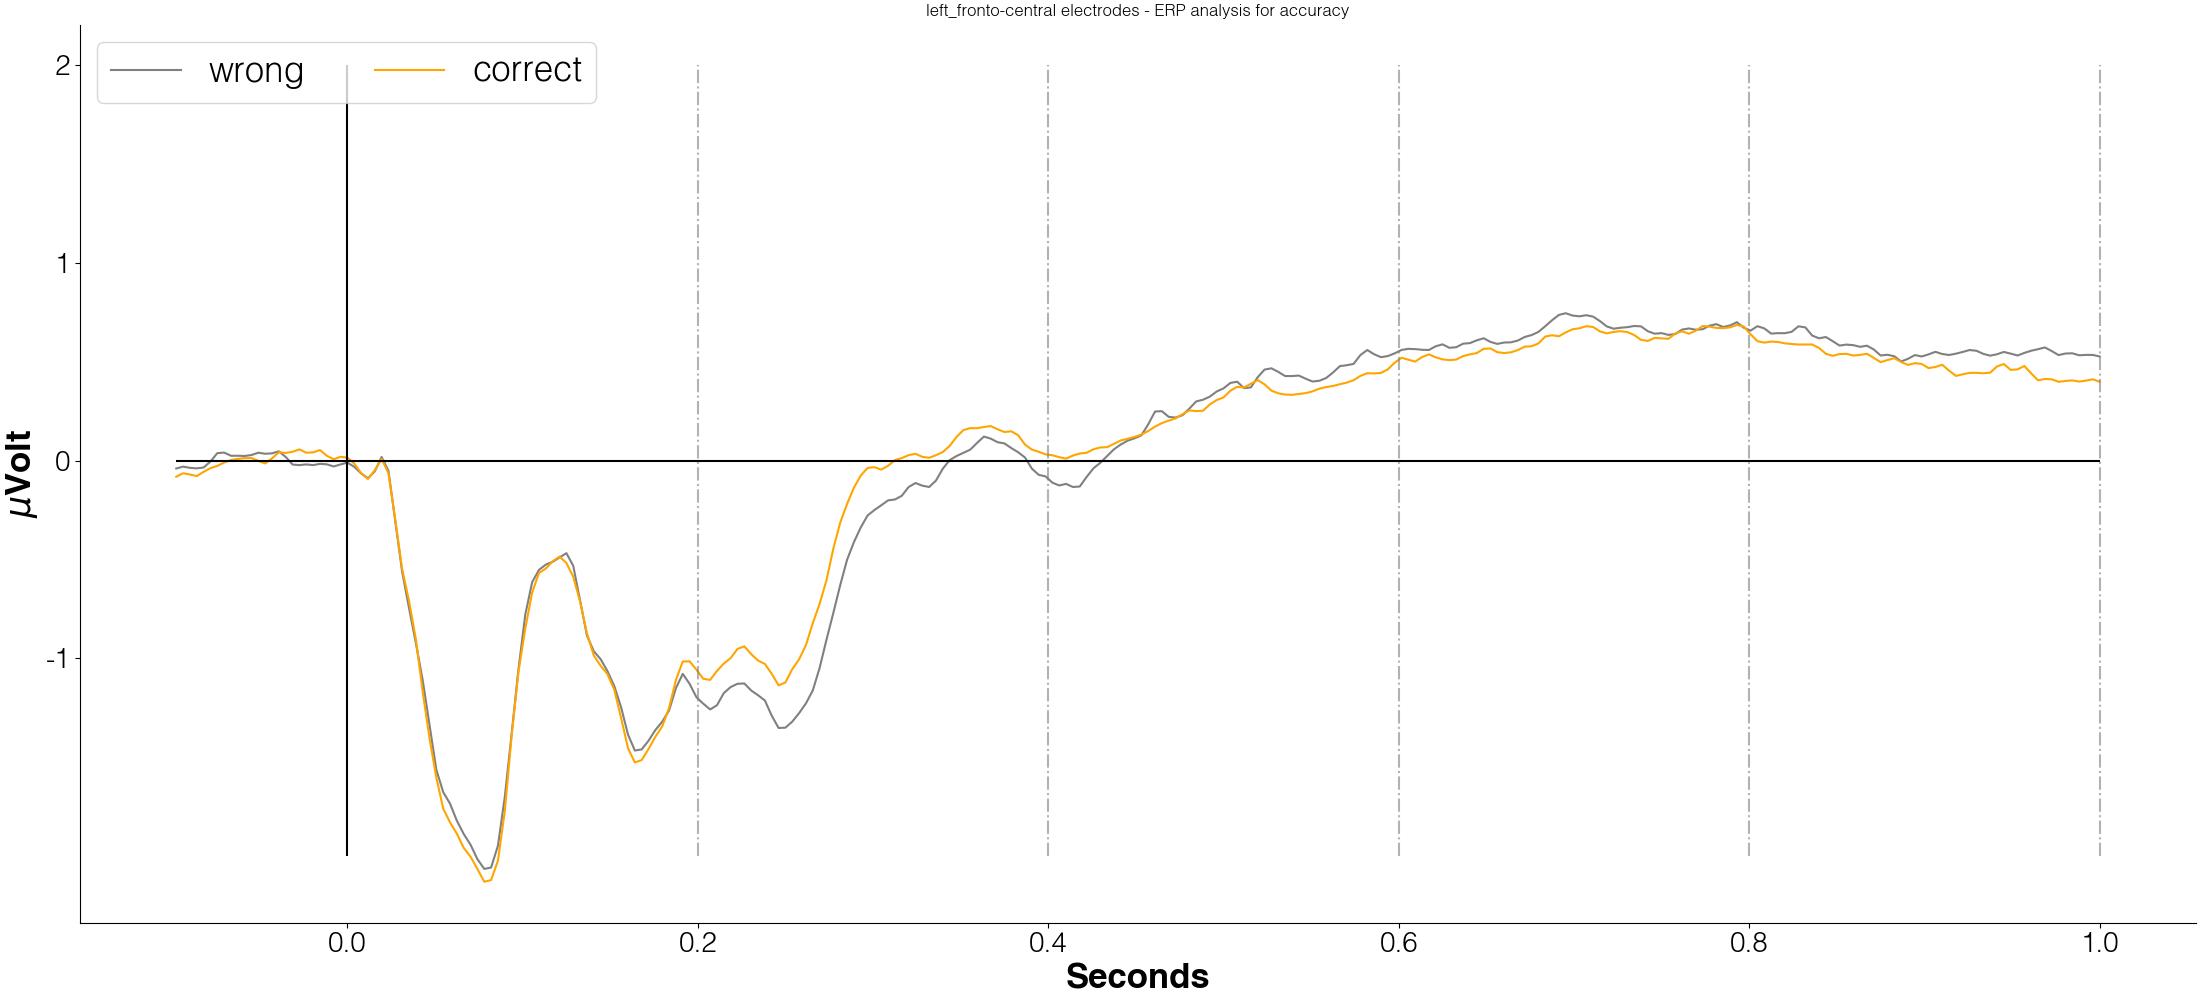 left_fronto-central electrodes - ERP analysis for accuracy
wrong correct
2
1
0
-1
μVolt
0.0 0.2 0.4 0.6 0.8 1.0
Seconds